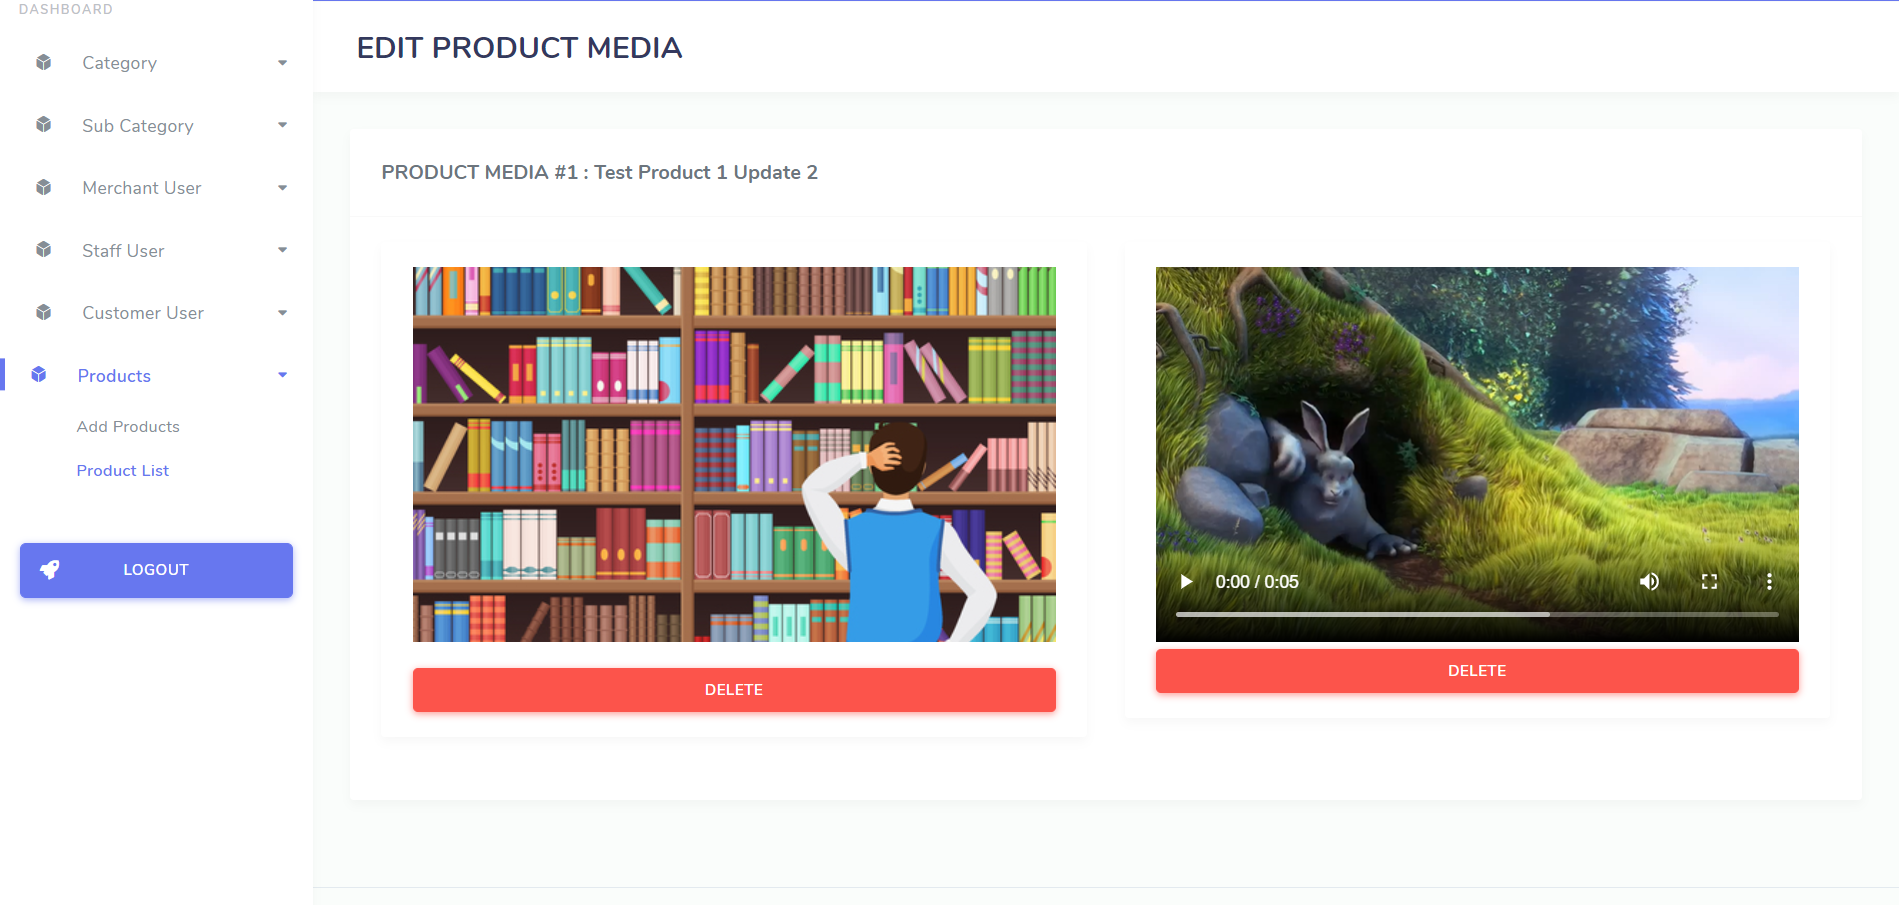 DASHBOARD
Category
Sub Category
Merchant User
Staff User
Customer User
Products
Add Products
Product List
LOGOUT
EDIT PRODUCT MEDIA
PRODUCT MEDIA #1 : Test Product 1 Update 2
DELETE
0:00 / 0:05
DELETE